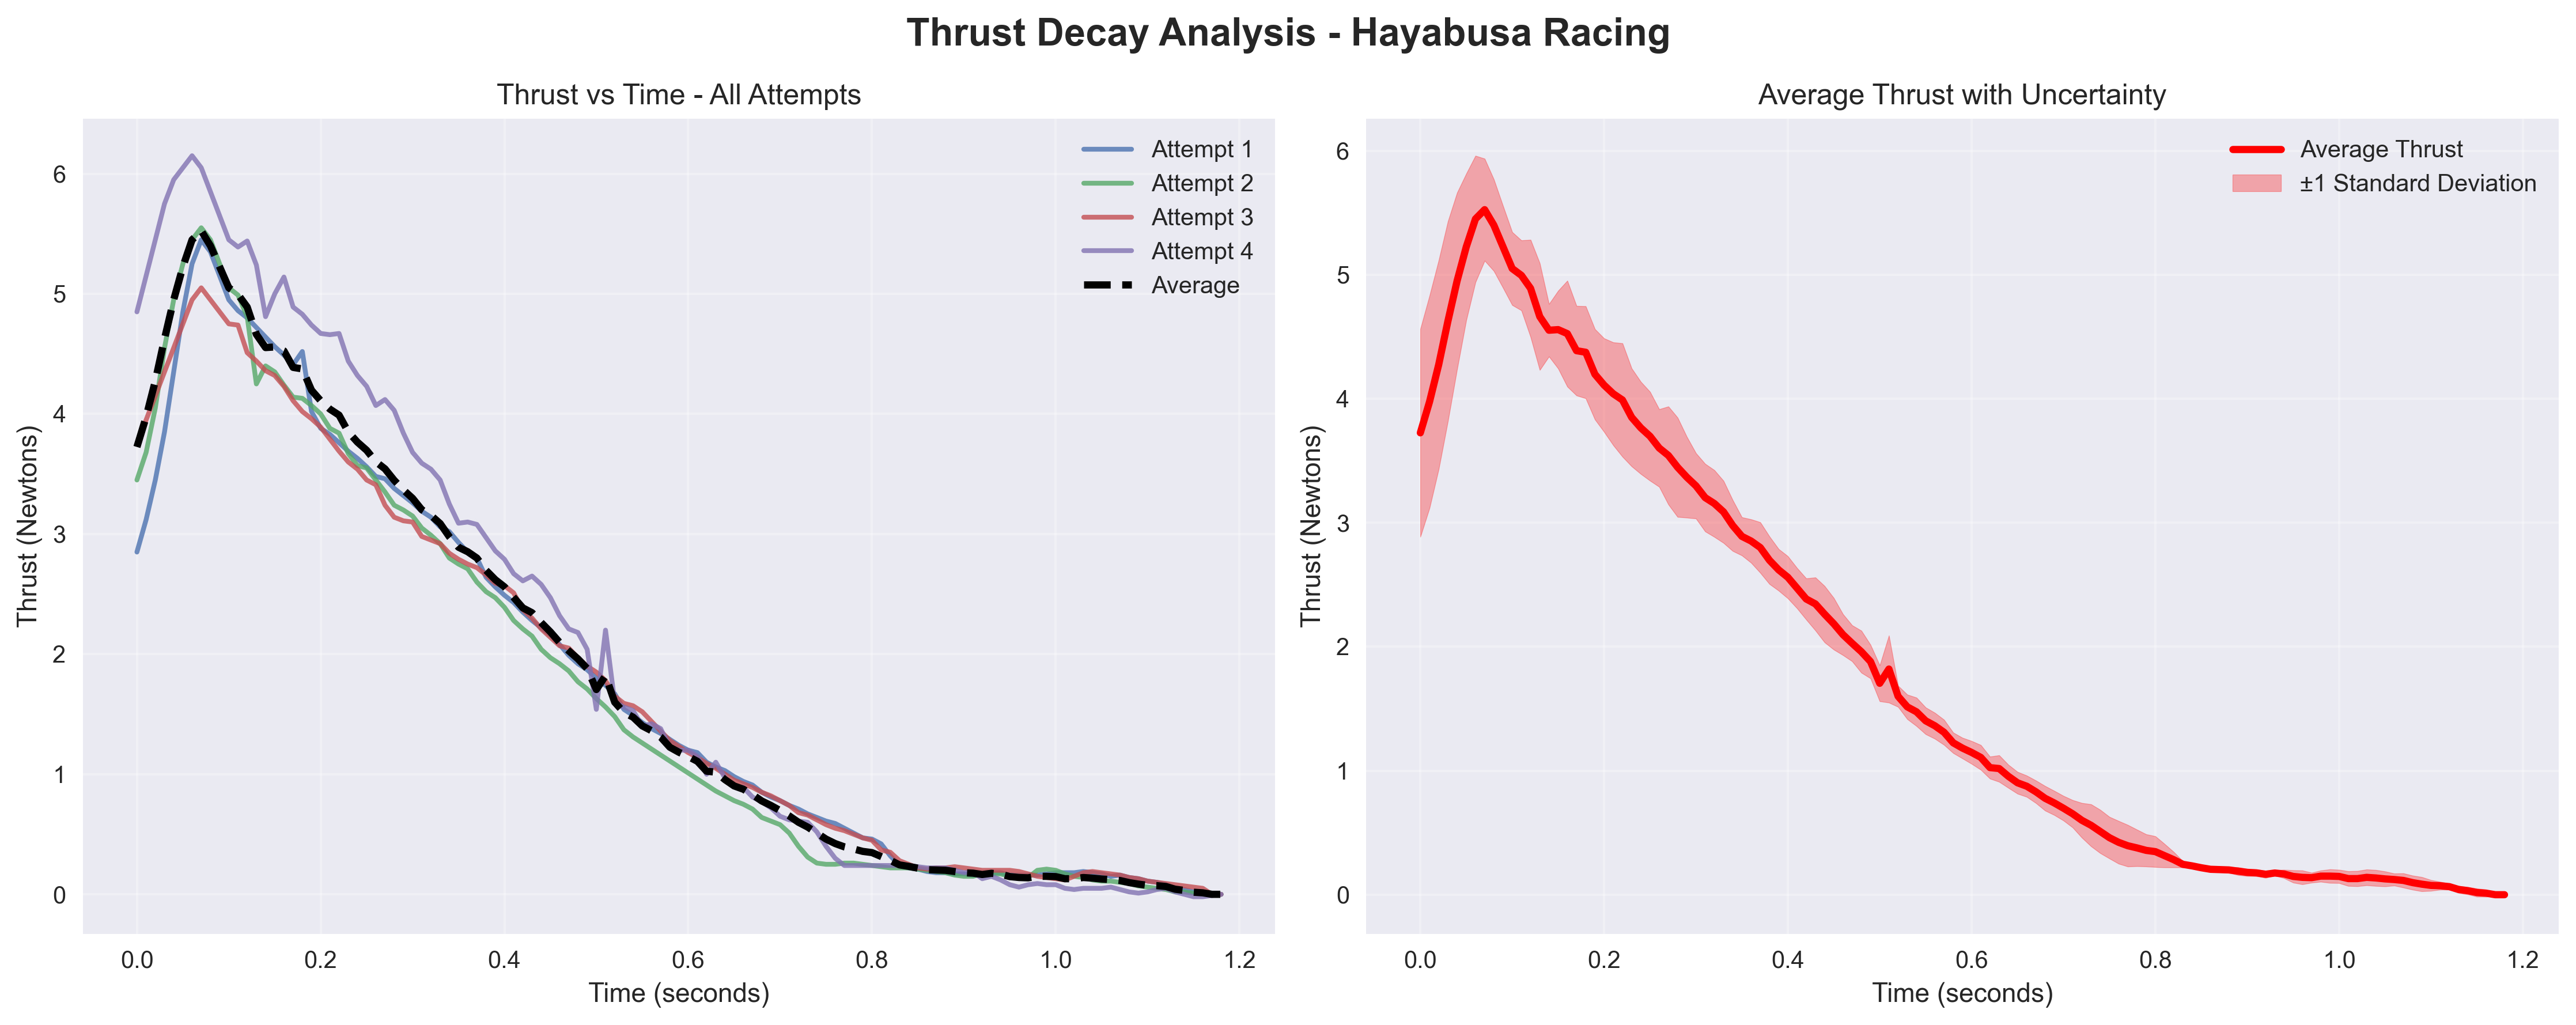 Thrust Decay Analysis - Hayabusa Racing
Thrust vs Time - All Attempts
Thrust (Newtons)
6
5
4
3
2
1
0
Attempt 1
Attempt 2
Attempt 3
Attempt 4
Average
0.0 0.2 0.4 0.6 0.8 1.0 1.2
Time (seconds)
Average Thrust with Uncertainty
Thrust (Newtons)
6
5
4
3
2
1
0
Average Thrust
±1 Standard Deviation
0.0 0.2 0.4 0.6 0.8 1.0 1.2
Time (seconds)